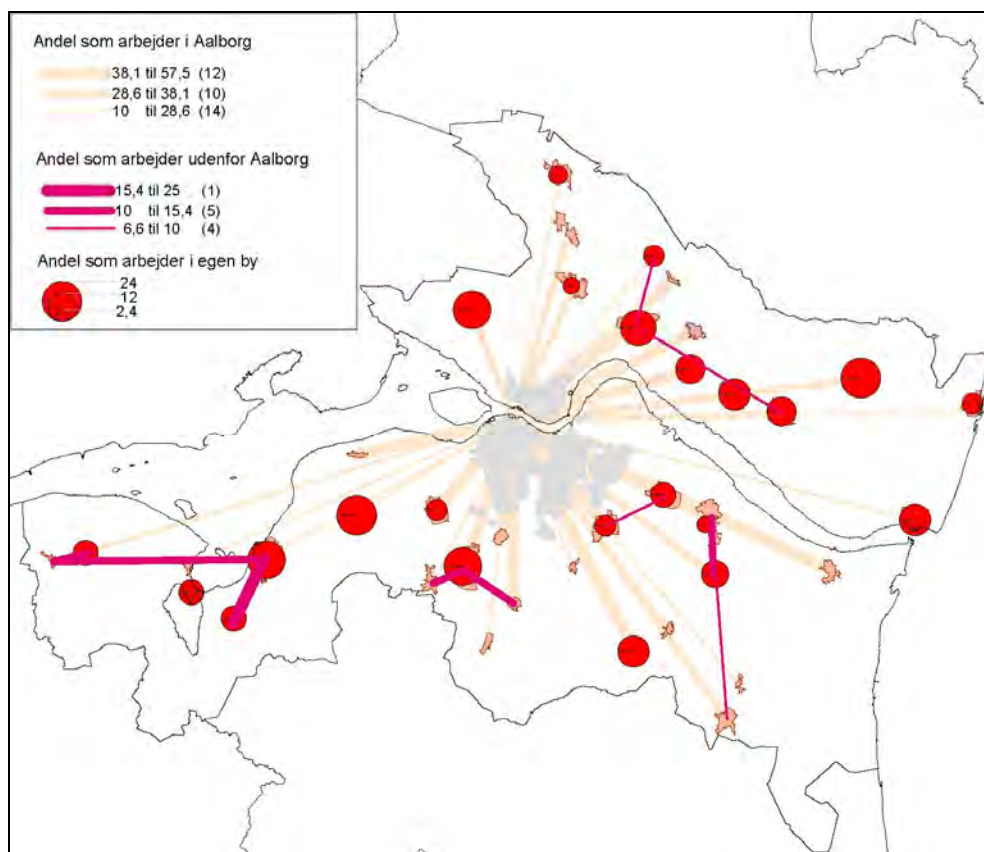 Andel som arbejder i Aalborg
38,1 til 57,5 (12)
28,6 til 38,1 (10)
10 til 28,6 (14)
Andel som arbejder udenfor Aalborg
15,4 til 25 (1)
10 til 15,4 (5)
6,6 til 10 (4)
Andel som arbejder i egen by
24
12
2,4